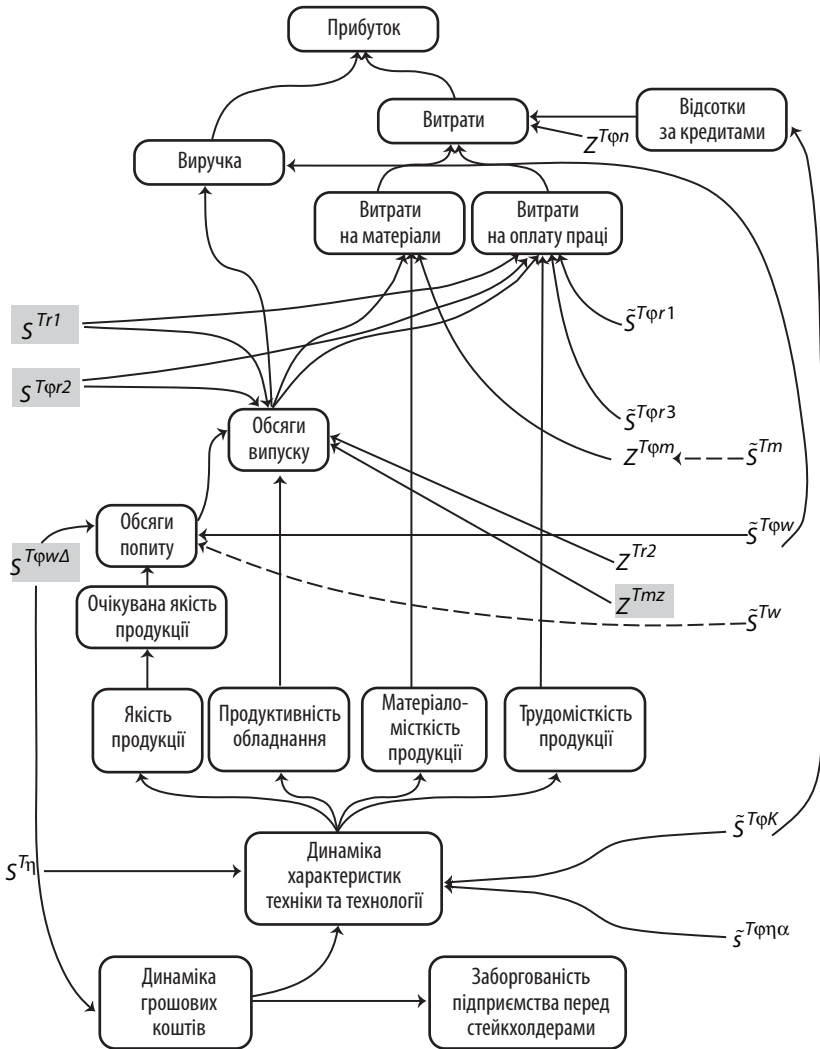 Прибуток
Витрати
Відсотки
за кредитами
Z^Tφn
Виручка
Витрати
на матеріали
Витрати
на оплату праці
S^Tr1
S̃^Tφr1
S^Tφr2
S̃^Tφr3
Обсяги
випуску
Z^Tφm
S̃^Tm
Обсяги
попиту
S̃^Tφw
S^TφwΔ
Z^Tr2
Очікувана якість
продукції
Z^Tmz
S̃^Tw
Якість
продукції
Продуктивність
обладнання
Матеріало-
місткість
продукції
Трудомісткість
продукції
S̃^TφK
Динаміка
характеристик
техніки та технології
S^Tη
s̃^Tφηα
Динаміка
грошових
коштів
Заборгованість
підприємства перед
стейкхолдерами